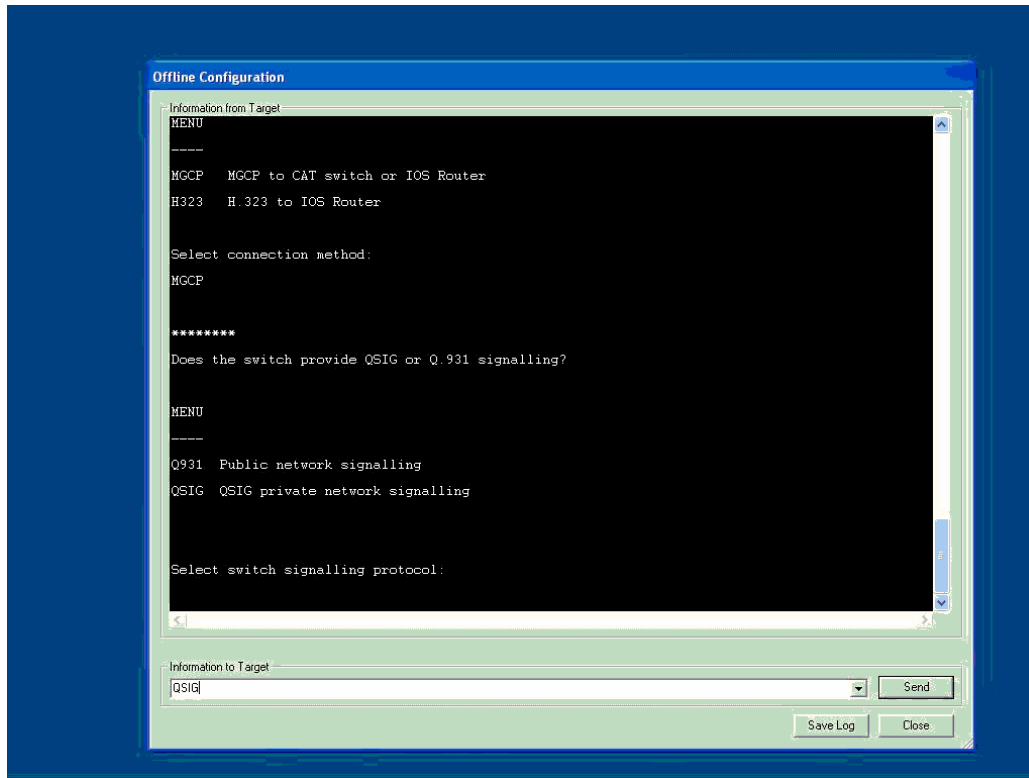 Offline Configuration
Information from Target
MENU
----
MGCP MGCP to CAT switch or IOS Router
H323 H.323 to IOS Router
Select connection method:
MGCP
********
Does the switch provide QSIG or Q.931 signalling?
MENU
----
Q931 Public network signalling
QSIG QSIG private network signalling
Select switch signalling protocol:
Information to Target
QSIG
Send
Save Log
Close